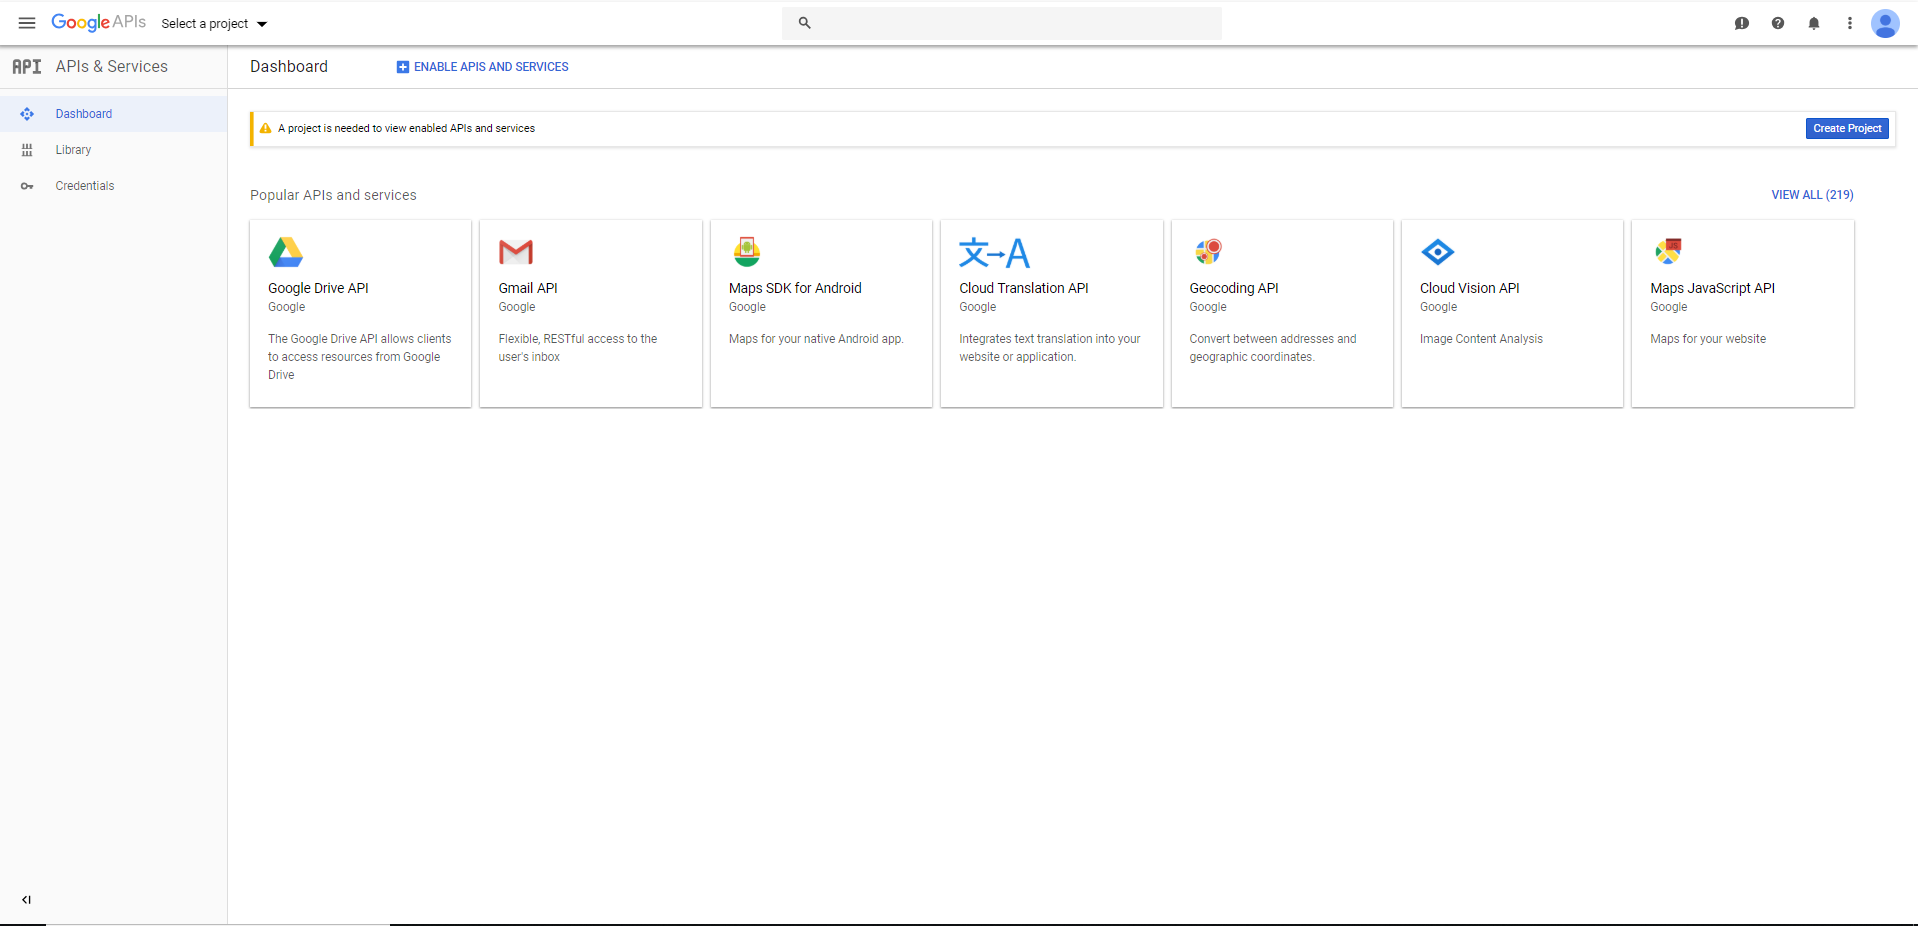 Google APIs Select a project
API APIs & Services
Dashboard
Library
Credentials
Dashboard ENABLE APIS AND SERVICES
A project is needed to view enabled APIs and services Create Project
Popular APIs and services VIEW ALL (219)
Google Drive API
Google
The Google Drive API allows clients
to access resources from Google
Drive
Gmail API
Google
Flexible, RESTful access to the
user's inbox
Maps SDK for Android
Google
Maps for your native Android app.
文→A
Cloud Translation API
Google
Integrates text translation into your
website or application.
Geocoding API
Google
Convert between addresses and
geographic coordinates.
Cloud Vision API
Google
Image Content Analysis
JS
Maps JavaScript API
Google
Maps for your website